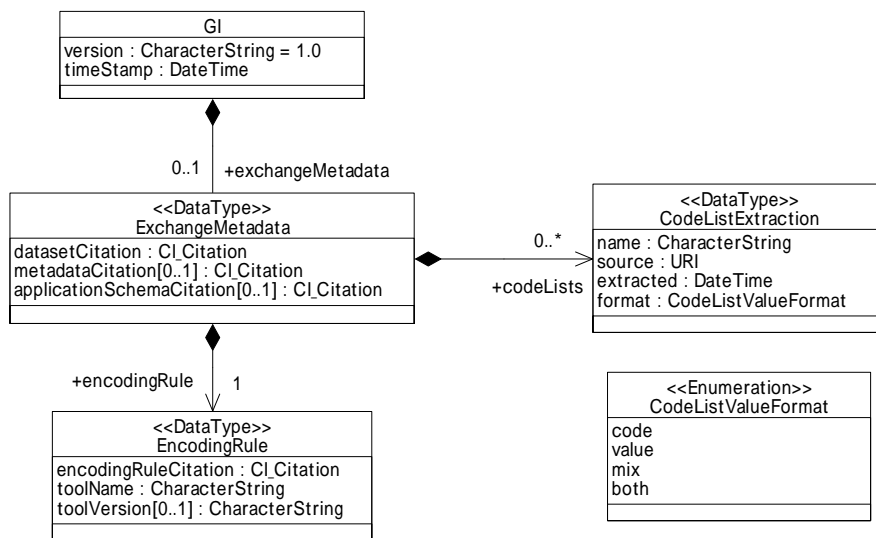 GI
version : CharacterString = 1.0
timeStamp : DateTime
0..1
+exchangeMetadata
<<DataType>>
ExchangeMetadata
datasetCitation : CI_Citation
metadataCitation[0..1] : CI_Citation
applicationSchemaCitation[0..1] : CI_Citation
0..*
+codeLists
<<DataType>>
CodeListExtraction
name : CharacterString
source : URI
extracted : DateTime
format : CodeListValueFormat
+encodingRule
1
<<DataType>>
EncodingRule
encodingRuleCitation : CI_Citation
toolName : CharacterString
toolVersion[0..1] : CharacterString
<<Enumeration>>
CodeListValueFormat
code
value
mix
both